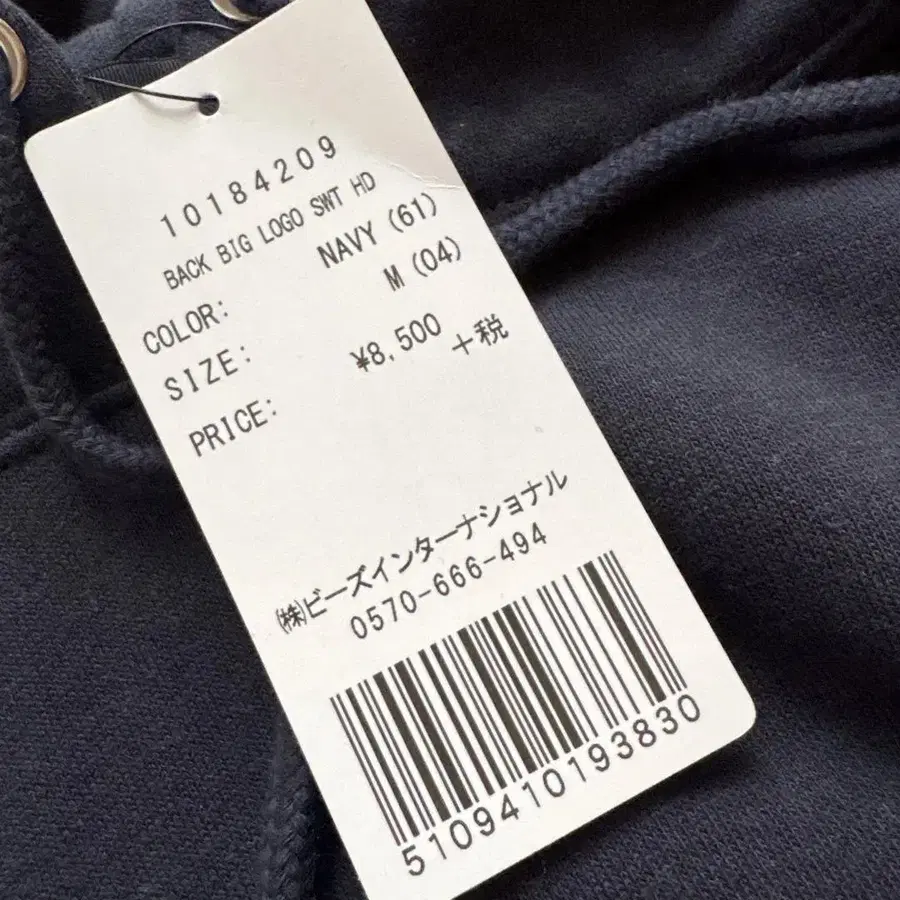 10184209
BACK BIG LOGO SWT HD
COLOR: NAVY (61)
SIZE: M (04)
PRICE: ¥8,500 +税
㈱ビーズインターナショナル
0570-666-494
5109410193830